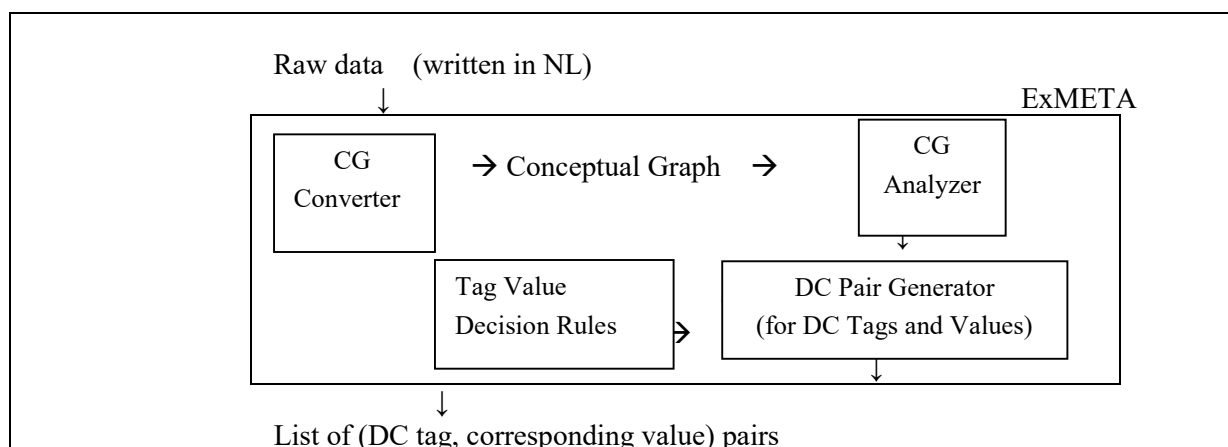 Raw data (written in NL)
↓
ExMETA
CG
Converter
→ Conceptual Graph →
CG
Analyzer
↓
Tag Value
Decision Rules
→
DC Pair Generator
(for DC Tags and Values)
↓
↓
List of (DC tag, corresponding value) pairs